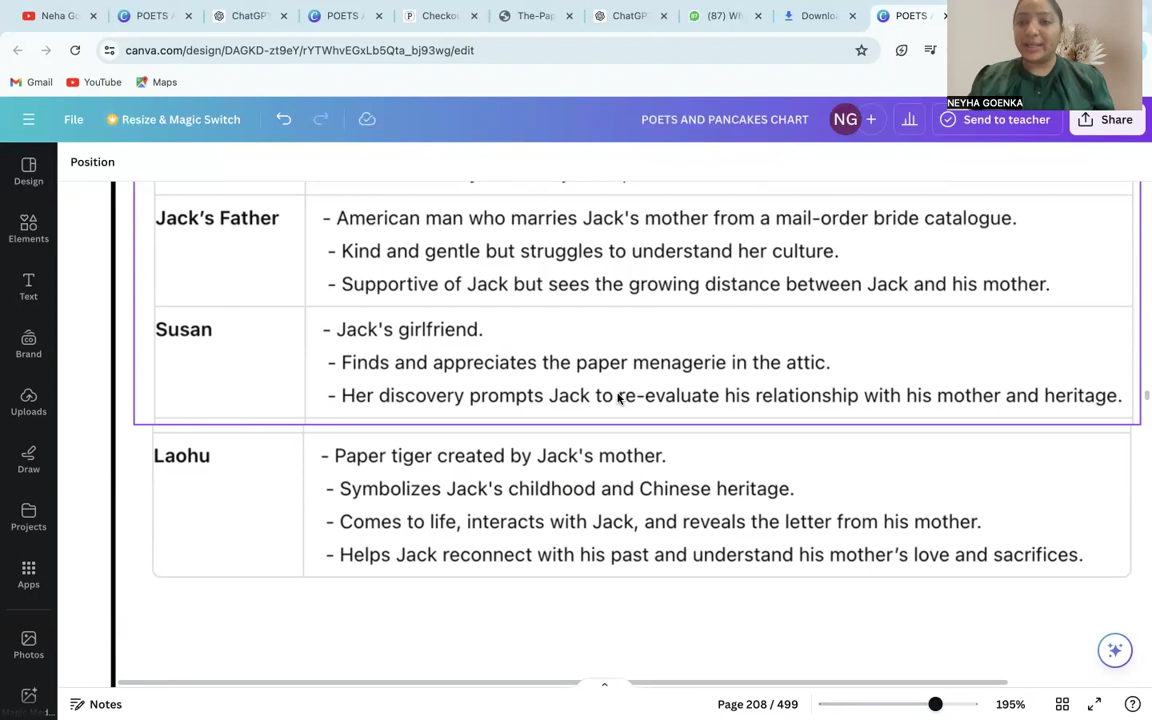 Neha Go
POETS A
ChatGP
POETS A
Checkou
The-Pap
ChatGP
(87) Wh
Downlo
POETS A
canva.com/design/DAGKD-zt9eY/rYTWhvEGxLb5Qta_bj93wg/edit
Gmail
YouTube
Maps
NEYHA GOENKA
File
Resize & Magic Switch
POETS AND PANCAKES CHART
NG
Send to teacher
Share
Design
Position
Elements
Text
Brand
Uploads
Draw
Projects
Apps
Photos
Jack's Father
- American man who marries Jack's mother from a mail-order bride catalogue.
- Kind and gentle but struggles to understand her culture.
- Supportive of Jack but sees the growing distance between Jack and his mother.
Susan
- Jack's girlfriend.
- Finds and appreciates the paper menagerie in the attic.
- Her discovery prompts Jack to re-evaluate his relationship with his mother and heritage.
Laohu
- Paper tiger created by Jack's mother.
- Symbolizes Jack's childhood and Chinese heritage.
- Comes to life, interacts with Jack, and reveals the letter from his mother.
- Helps Jack reconnect with his past and understand his mother's love and sacrifices.
Notes
Page 208 / 499
195%